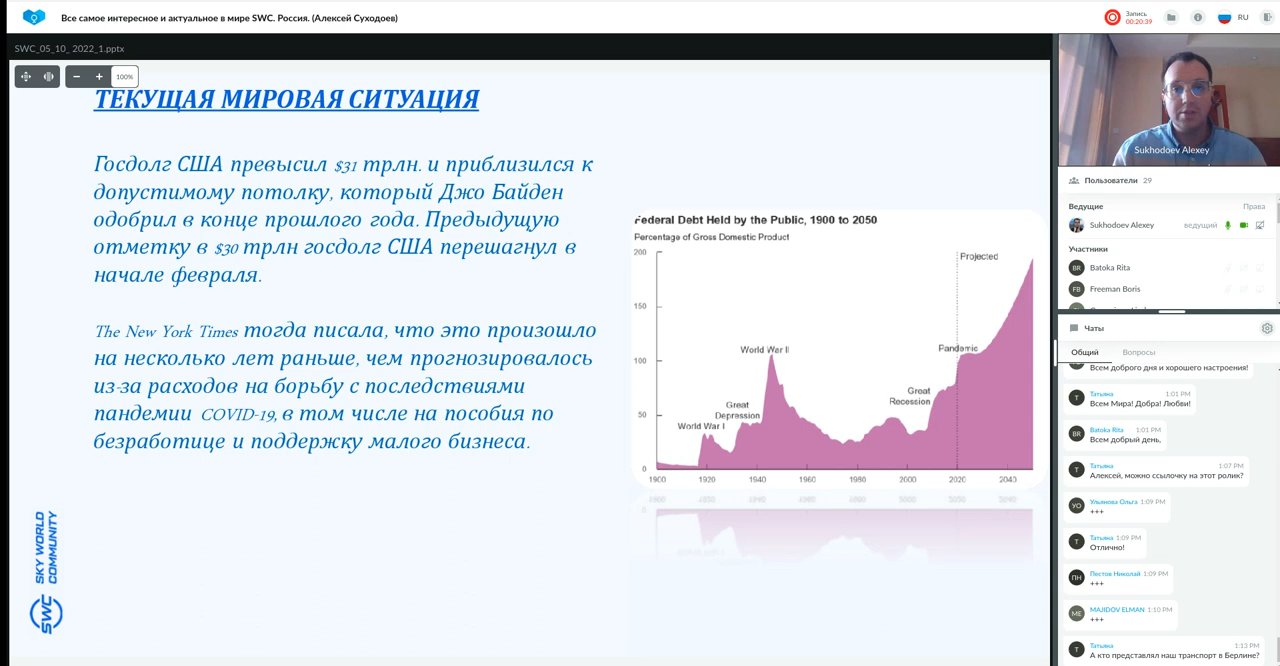 Все самое интересное и актуальное в мире SWC. Россия. (Алексей Суходоев)
Запись
00:20:39
RU
SWC_05_10_ 2022_1.pptx
100%
ТЕКУЩАЯ МИРОВАЯ СИТУАЦИЯ
Госдолг США превысил $31 трлн. и приблизился к
допустимому потолку, который Джо Байден
одобрил в конце прошлого года. Предыдущую
отметку в $30 трлн госдолг США перешагнул в
начале февраля.
The New York Times тогда писала, что это произошло
на несколько лет раньше, чем прогнозировалось
из-за расходов на борьбу с последствиями
пандемии COVID-19, в том числе на пособия по
безработице и поддержку малого бизнеса.
SKY WORLD
COMMUNITY
SWC
Federal Debt Held by the Public, 1900 to 2050
Percentage of Gross Domestic Product
200
150
100
50
0
Projected
World War II
Pandemic
Great
Depression
Great
Recession
World War I
1900 1920 1940 1960 1980 2000 2020 2040
Sukhodoev Alexey
Пользователи 29
Ведущие
Права
Sukhodoev Alexey
ведущий
Участники
BR
Batoka Rita
FB
Freeman Boris
Чаты
Общий
Вопросы
Всем доброго дня и хорошего настроения!
Т
Татьяна 1:01 PM
Всем Мира! Добра! Любви!
BR
Batoka Rita 1:01 PM
Всем добрый день,
Т
Татьяна 1:07 PM
Алексей, можно ссылочку на этот ролик?
УО
Ульянова Ольга 1:09 PM
+++
Т
Татьяна 1:09 PM
Отлично!
ПН
Пестов Николай 1:09 PM
+++
ME
MAJIDOV ELMAN 1:10 PM
+++
Т
Татьяна 1:13 PM
А кто представлял наш транспорт в Берлине?